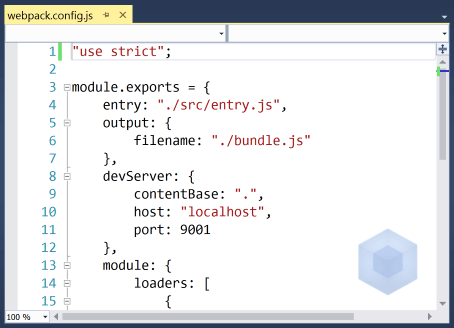 webpack.config.js
1 "use strict";
2
3 module.exports = {
4     entry: "./src/entry.js",
5     output: {
6         filename: "./bundle.js"
7     },
8     devServer: {
9         contentBase: ".",
10         host: "localhost",
11         port: 9001
12     },
13     module: {
14         loaders: [
15             {
100 %